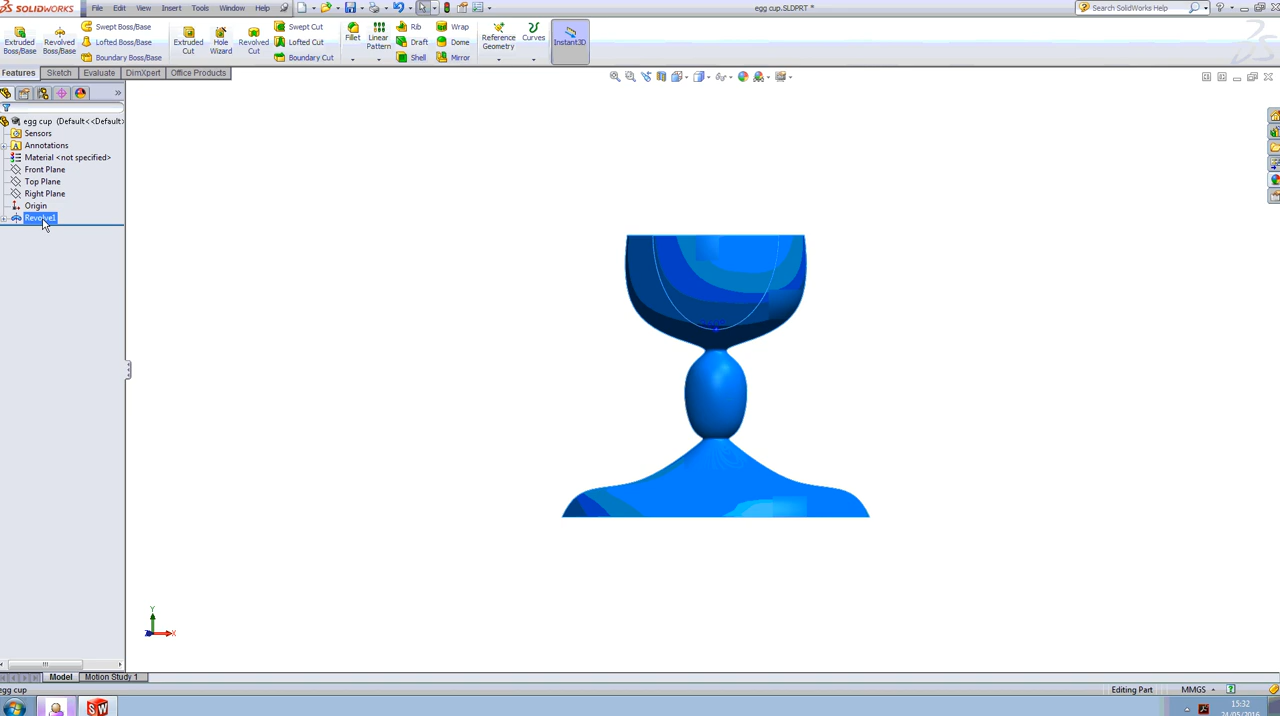 SOLIDWORKS File Edit View Insert Tools Window Help egg cup.SLDPRT * Search SolidWorks Help
Extruded Boss/Base
Revolved Boss/Base
Swept Boss/Base
Lofted Boss/Base
Boundary Boss/Base
Extruded Cut
Hole Wizard
Revolved Cut
Swept Cut
Lofted Cut
Boundary Cut
Fillet
Linear Pattern
Rib
Draft
Shell
Wrap
Dome
Mirror
Reference Geometry
Curves
Instant3D
Features Sketch Evaluate DimXpert Office Products
egg cup (Default<<Default>
Sensors
Annotations
Material <not specified>
Front Plane
Top Plane
Right Plane
Origin
Revolve1
Y
X
Model Motion Study 1
egg cup Editing Part MMGS
15:32
24/05/2016